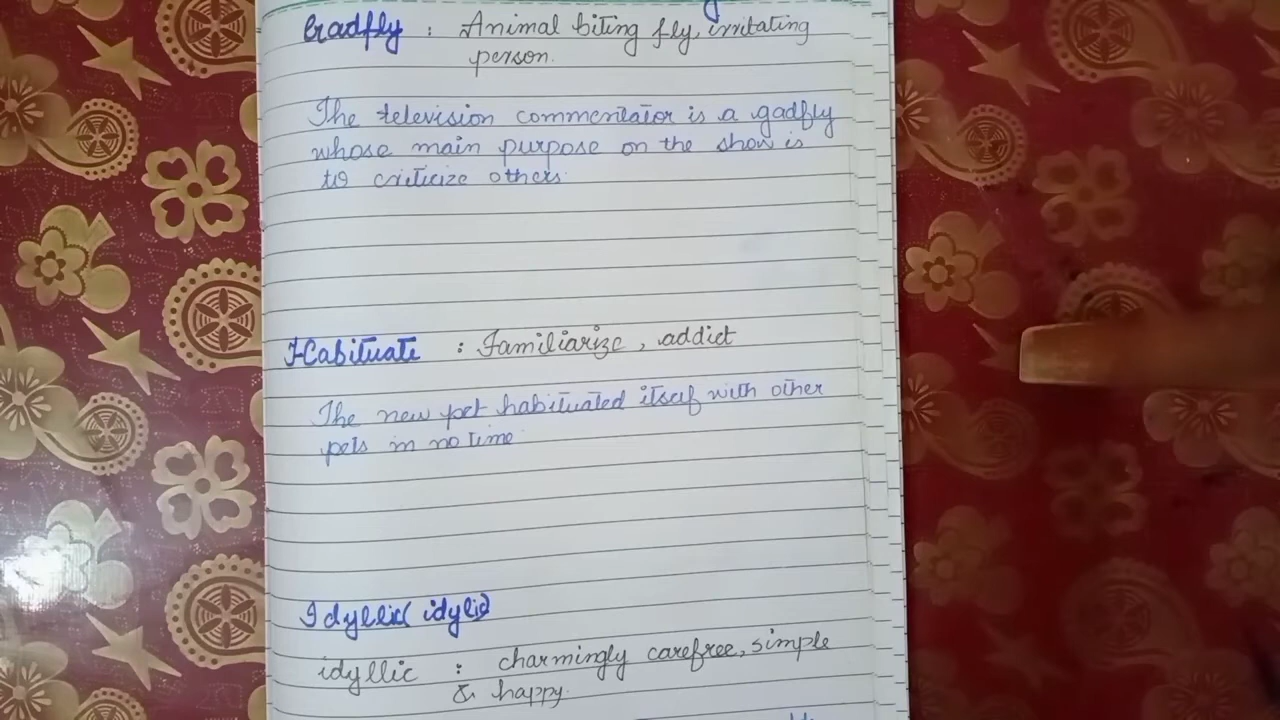 Gadfly : Animal biting fly, irritating
person.
The television commentator is a gadfly
whose main purpose on the show is
to criticize others.
Habituate : Familiarize, addict
The new pet habituated itself with other
pets in no time.
Idyllic( idylic)
idyllic : charmingly carefree, simple
& happy.